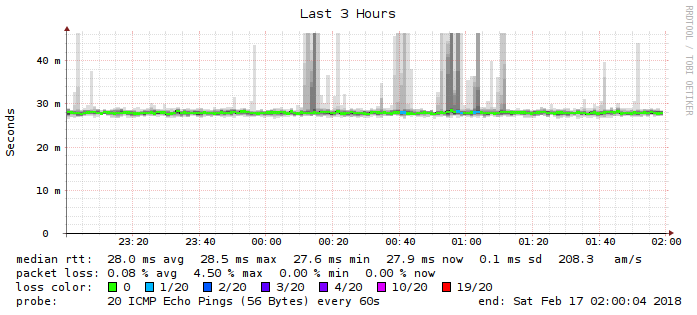 Last 3 Hours
RRDTOOL / TOBI OETIKER
Seconds
40 m
30 m
20 m
10 m
0
23:20 23:40 00:00 00:20 00:40 01:00 01:20 01:40 02:00
median rtt: 28.0 ms avg 28.5 ms max 27.6 ms min 27.9 ms now 0.1 ms sd 208.3 am/s
packet loss: 0.08 % avg 4.50 % max 0.00 % min 0.00 % now
loss color: 0 1/20 2/20 3/20 4/20 10/20 19/20
probe: 20 ICMP Echo Pings (56 Bytes) every 60s end: Sat Feb 17 02:00:04 2018